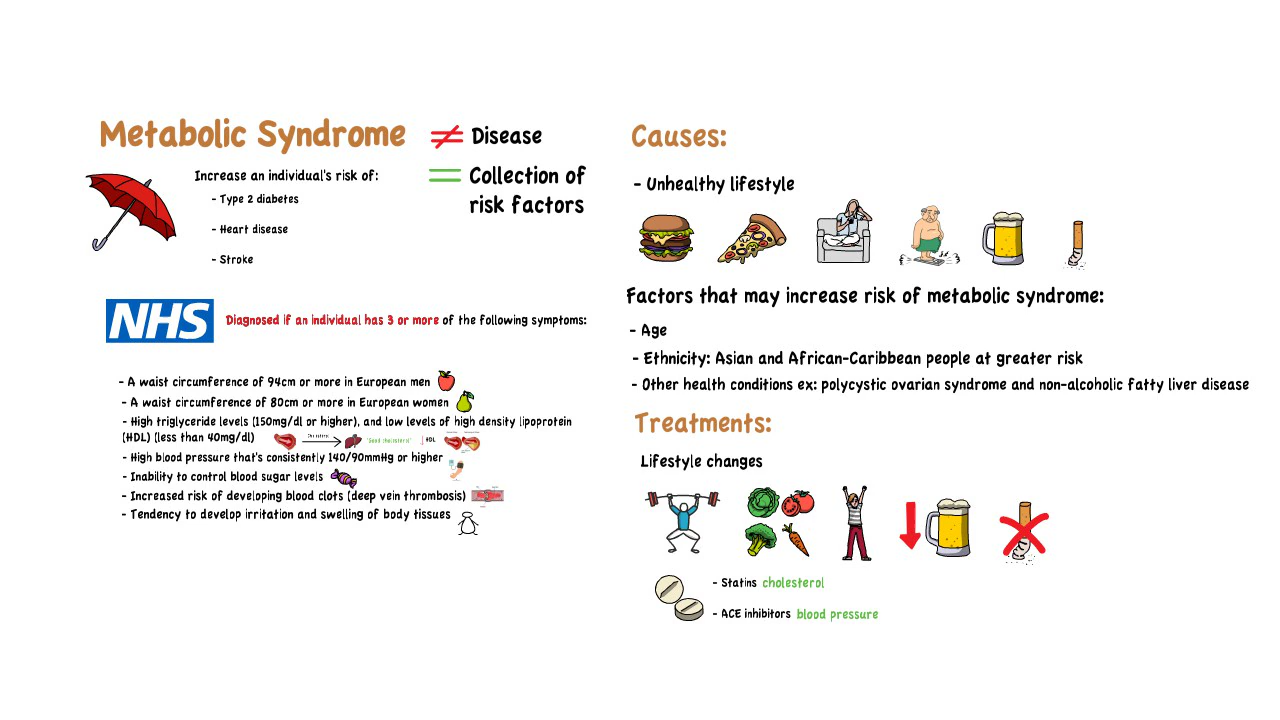 Metabolic Syndrome
≠ Disease
= Collection of
risk factors
Increase an individual's risk of:
- Type 2 diabetes
- Heart disease
- Stroke
NHS
Diagnosed if an individual has 3 or more of the following symptoms:
- A waist circumference of 94cm or more in European men
- A waist circumference of 80cm or more in European women
- High triglyceride levels (150mg/dl or higher), and low levels of high density lipoprotein
(HDL) (less than 40mg/dl)
"Good cholesterol"
HDL
- High blood pressure that's consistently 140/90mmHg or higher
- Inability to control blood sugar levels
- Increased risk of developing blood clots (deep vein thrombosis)
- Tendency to develop irritation and swelling of body tissues
Causes:
- Unhealthy lifestyle
Factors that may increase risk of metabolic syndrome:
- Age
- Ethnicity: Asian and African-Caribbean people at greater risk
- Other health conditions ex: polycystic ovarian syndrome and non-alcoholic fatty liver disease
Treatments:
Lifestyle changes
- Statins cholesterol
- ACE inhibitors blood pressure